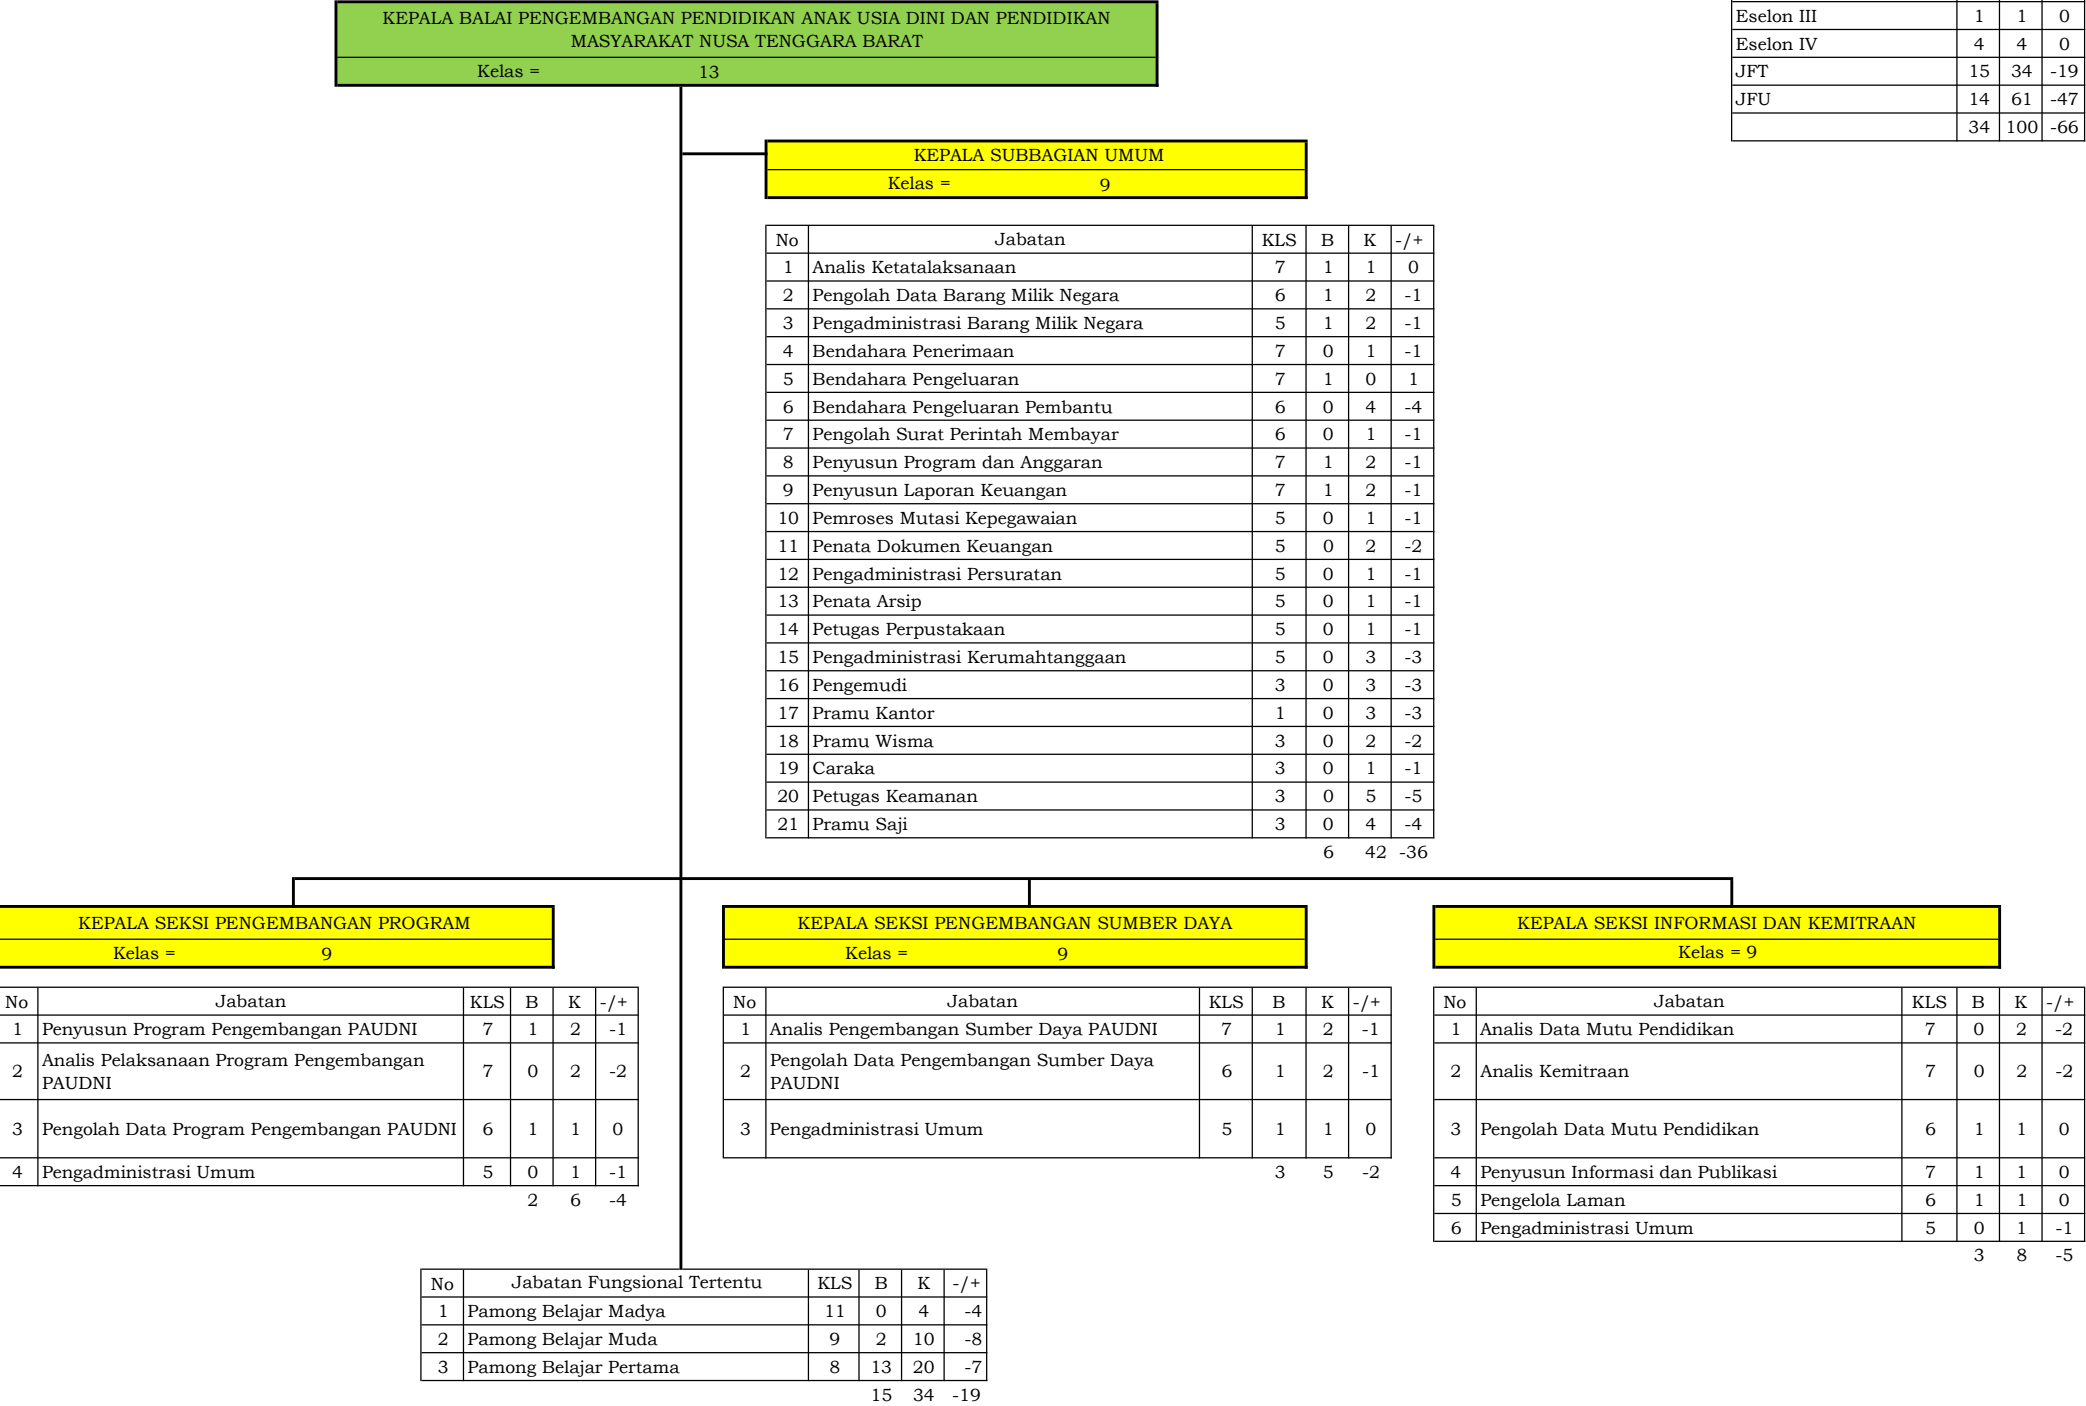 KEPALA BALAI PENGEMBANGAN PENDIDIKAN ANAK USIA DINI DAN PENDIDIKAN
MASYARAKAT NUSA TENGGARA BARAT
Kelas = 13
Eselon III 1 1 0
Eselon IV 4 4 0
JFT 15 34 -19
JFU 14 61 -47
34 100 -66
KEPALA SUBBAGIAN UMUM
Kelas = 9
No Jabatan KLS B K -/+
1 Analis Ketatalaksanaan 7 1 1 0
2 Pengolah Data Barang Milik Negara 6 1 2 -1
3 Pengadministrasi Barang Milik Negara 5 1 2 -1
4 Bendahara Penerimaan 7 0 1 -1
5 Bendahara Pengeluaran 7 1 0 1
6 Bendahara Pengeluaran Pembantu 6 0 4 -4
7 Pengolah Surat Perintah Membayar 6 0 1 -1
8 Penyusun Program dan Anggaran 7 1 2 -1
9 Penyusun Laporan Keuangan 7 1 2 -1
10 Pemroses Mutasi Kepegawaian 5 0 1 -1
11 Penata Dokumen Keuangan 5 0 2 -2
12 Pengadministrasi Persuratan 5 0 1 -1
13 Penata Arsip 5 0 1 -1
14 Petugas Perpustakaan 5 0 1 -1
15 Pengadministrasi Kerumahtanggaan 5 0 3 -3
16 Pengemudi 3 0 3 -3
17 Pramu Kantor 1 0 3 -3
18 Pramu Wisma 3 0 2 -2
19 Caraka 3 0 1 -1
20 Petugas Keamanan 3 0 5 -5
21 Pramu Saji 3 0 4 -4
6 42 -36
KEPALA SEKSI PENGEMBANGAN PROGRAM
Kelas = 9
No Jabatan KLS B K -/+
1 Penyusun Program Pengembangan PAUDNI 7 1 2 -1
2 Analis Pelaksanaan Program Pengembangan
PAUDNI 7 0 2 -2
3 Pengolah Data Program Pengembangan PAUDNI 6 1 1 0
4 Pengadministrasi Umum 5 0 1 -1
2 6 -4
KEPALA SEKSI PENGEMBANGAN SUMBER DAYA
Kelas = 9
No Jabatan KLS B K -/+
1 Analis Pengembangan Sumber Daya PAUDNI 7 1 2 -1
2 Pengolah Data Pengembangan Sumber Daya
PAUDNI 6 1 2 -1
3 Pengadministrasi Umum 5 1 1 0
3 5 -2
KEPALA SEKSI INFORMASI DAN KEMITRAAN
Kelas = 9
No Jabatan KLS B K -/+
1 Analis Data Mutu Pendidikan 7 0 2 -2
2 Analis Kemitraan 7 0 2 -2
3 Pengolah Data Mutu Pendidikan 6 1 1 0
4 Penyusun Informasi dan Publikasi 7 1 1 0
5 Pengelola Laman 6 1 1 0
6 Pengadministrasi Umum 5 0 1 -1
3 8 -5
No Jabatan Fungsional Tertentu KLS B K -/+
1 Pamong Belajar Madya 11 0 4 -4
2 Pamong Belajar Muda 9 2 10 -8
3 Pamong Belajar Pertama 8 13 20 -7
15 34 -19